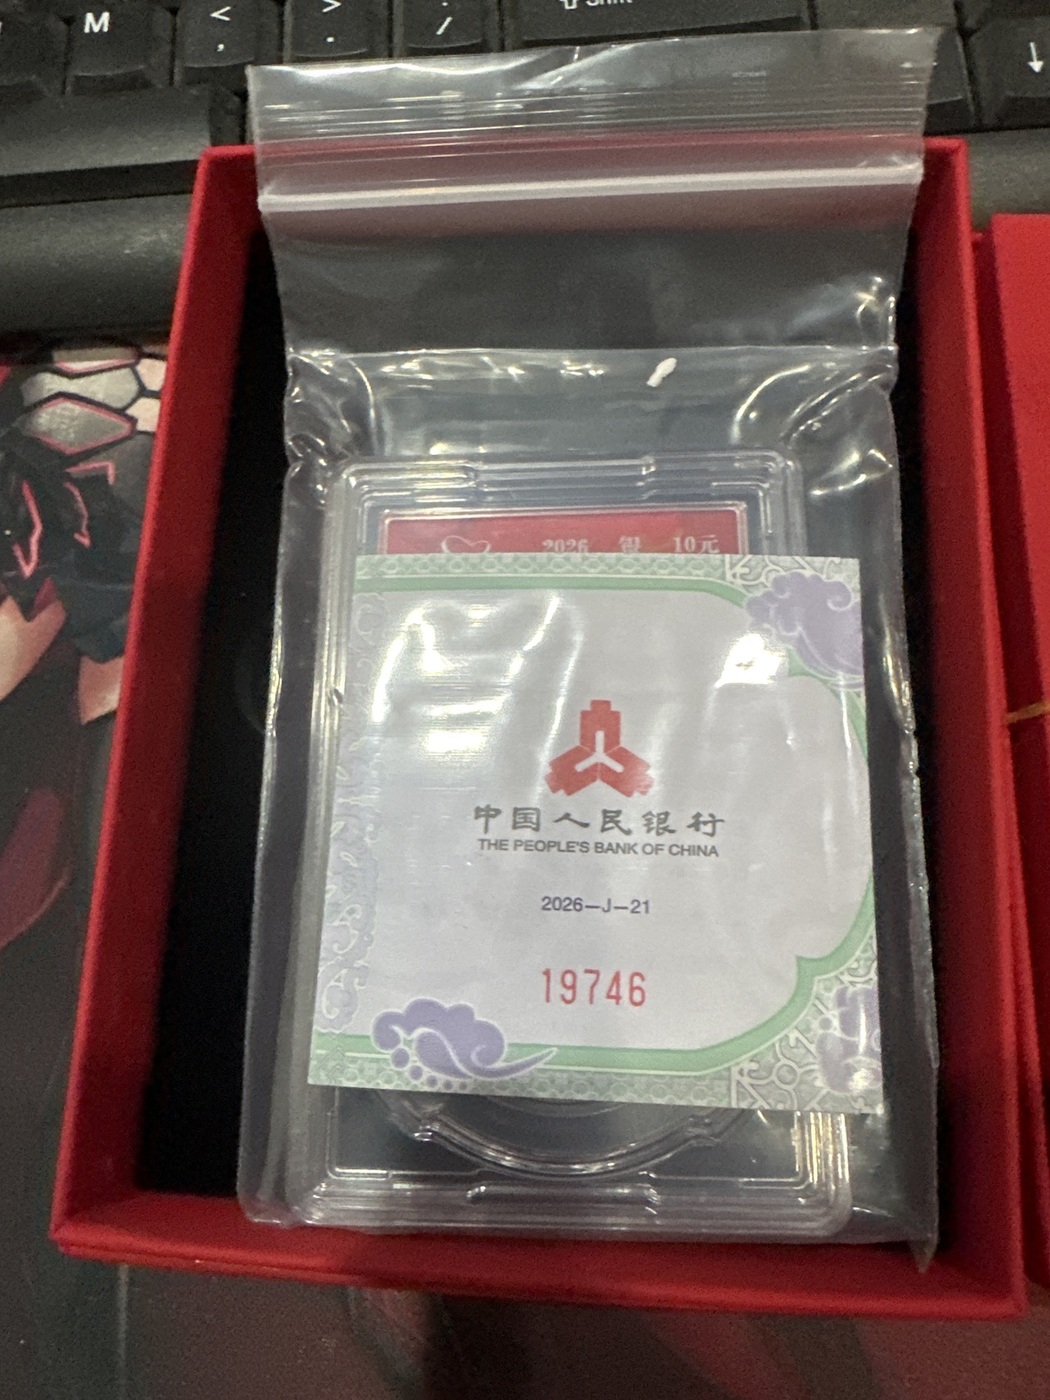 M
<
,
>
.
/
⇧ Shift
↓
2026 银 10元
中国人民银行
THE PEOPLE'S BANK OF CHINA
2026—J—21
19746